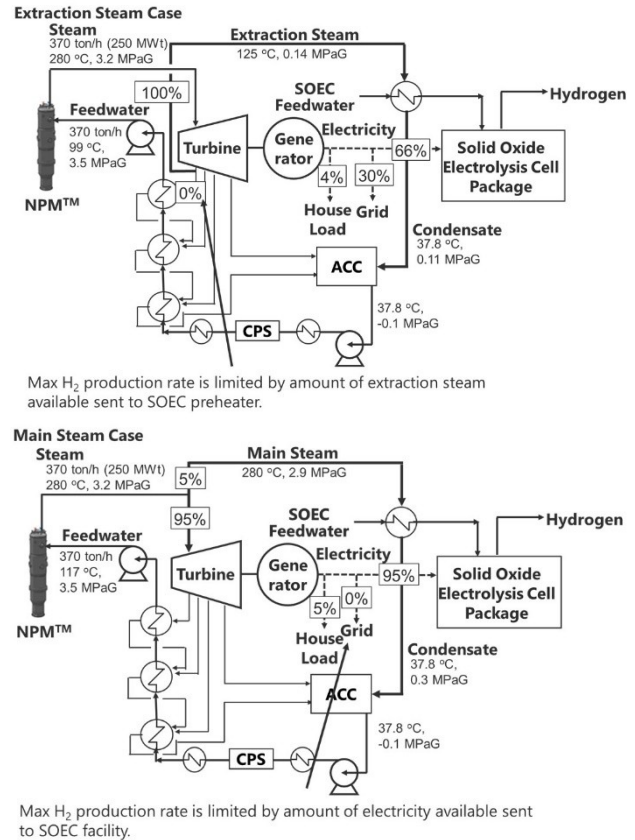 Extraction Steam Case
Steam
370 ton/h (250 MWt)
280 °C, 3.2 MPaG
Extraction Steam
125 °C, 0.14 MPaG
100%
SOEC
Feedwater
Hydrogen
Feedwater
370 ton/h
99 °C,
3.5 MPaG
Turbine
Gene
rator
Electricity
66%
Solid Oxide
Electrolysis Cell
Package
4%
30%
0%
NPM™
House
Load
Grid
Condensate
37.8 °C,
0.11 MPaG
ACC
37.8 °C,
-0.1 MPaG
CPS
Max H₂ production rate is limited by amount of extraction steam
available sent to SOEC preheater.
Main Steam Case
Steam
370 ton/h (250 MWt)
280 °C, 3.2 MPaG
5%
Main Steam
280 °C, 2.9 MPaG
95%
SOEC
Feedwater
Hydrogen
Feedwater
370 ton/h
117 °C,
3.5 MPaG
Turbine
Gene
rator
Electricity
95%
Solid Oxide
Electrolysis Cell
Package
5%
0%
NPM™
House
Load
Grid
Condensate
37.8 °C,
0.3 MPaG
ACC
37.8 °C,
-0.1 MPaG
CPS
Max H₂ production rate is limited by amount of electricity available sent
to SOEC facility.